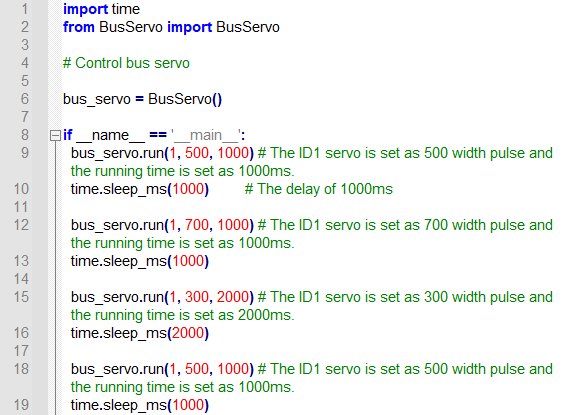 1 import time
2 from BusServo import BusServo
3
4 # Control bus servo
5
6 bus_servo = BusServo()
7
8 if __name__ == '__main__':
9 bus_servo.run(1, 500, 1000) # The ID1 servo is set as 500 width pulse and
the running time is set as 1000ms.
10 time.sleep_ms(1000) # The delay of 1000ms
11
12 bus_servo.run(1, 700, 1000) # The ID1 servo is set as 700 width pulse and
the running time is set as 1000ms.
13 time.sleep_ms(1000)
14
15 bus_servo.run(1, 300, 2000) # The ID1 servo is set as 300 width pulse and
the running time is set as 2000ms.
16 time.sleep_ms(2000)
17
18 bus_servo.run(1, 500, 1000) # The ID1 servo is set as 500 width pulse and
the running time is set as 1000ms.
19 time.sleep_ms(1000)